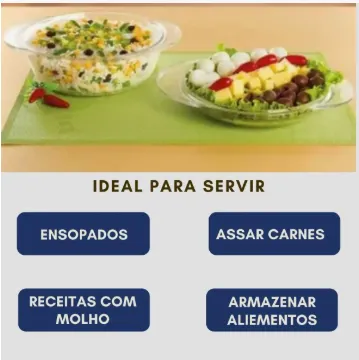 IDEAL PARA SERVIR
ENSOPADOS
ASSAR CARNES
RECEITAS COM
MOLHO
ARMAZENAR
ALIEMENTOS